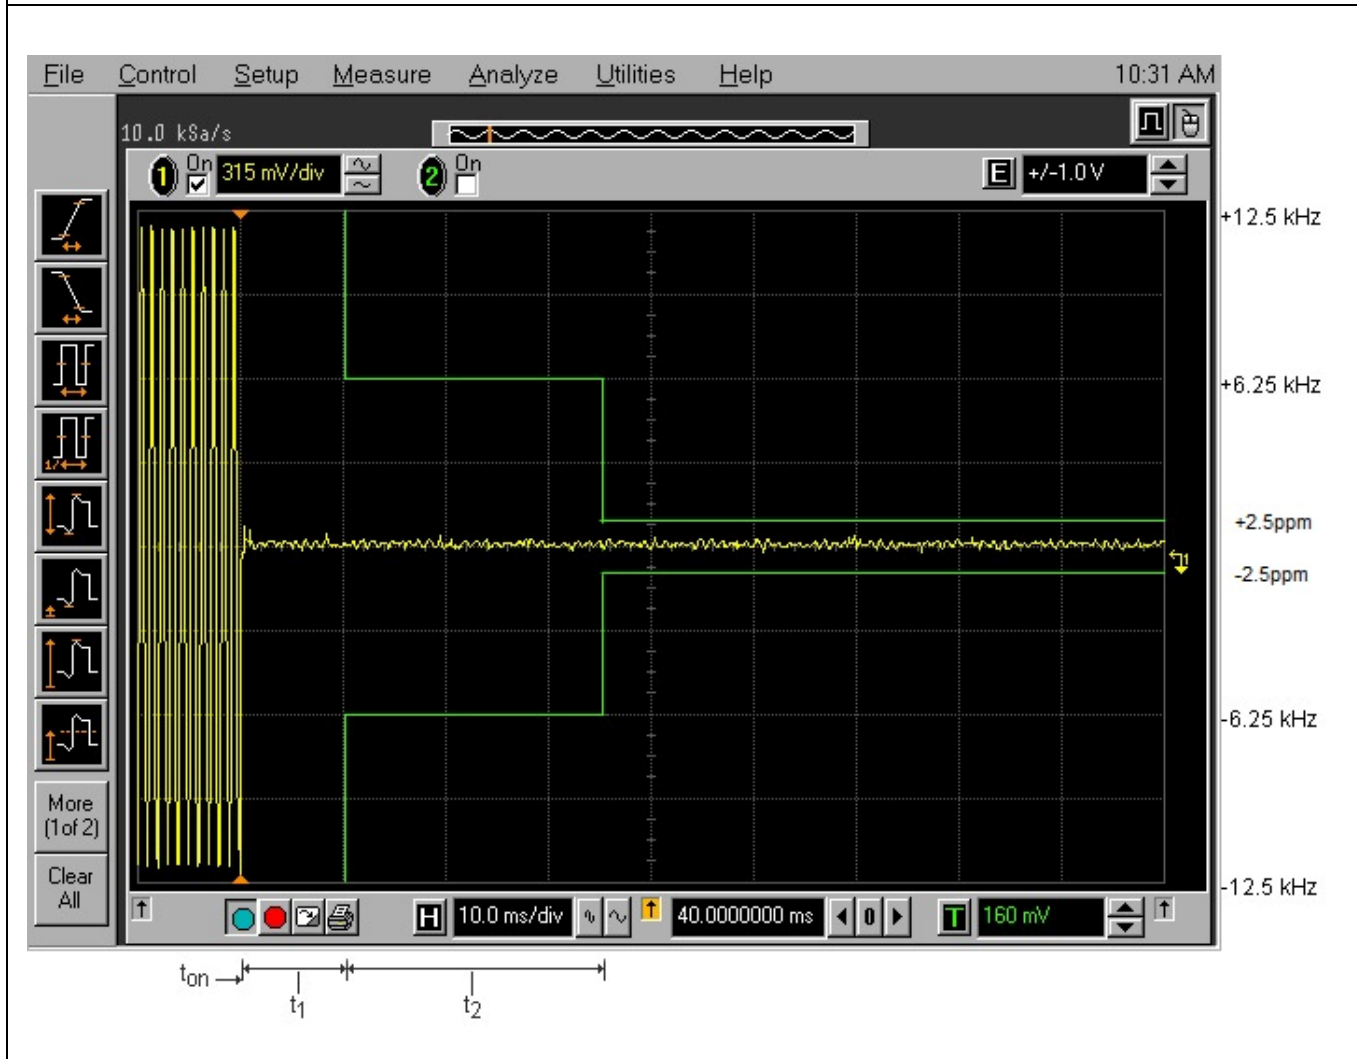 File Control Setup Measure Analyze Utilities Help 10:31 AM
10.0 kSa/s
1 On 315 mV/div 2 On E +/-1.0 V
+12.5 kHz
+6.25 kHz
+2.5ppm
1
-2.5ppm
-6.25 kHz
1/
More
(1of 2)
Clear
All
-12.5 kHz
H 10.0 ms/div 40.0000000 ms 0 T 160 mV
ton
t1
t2